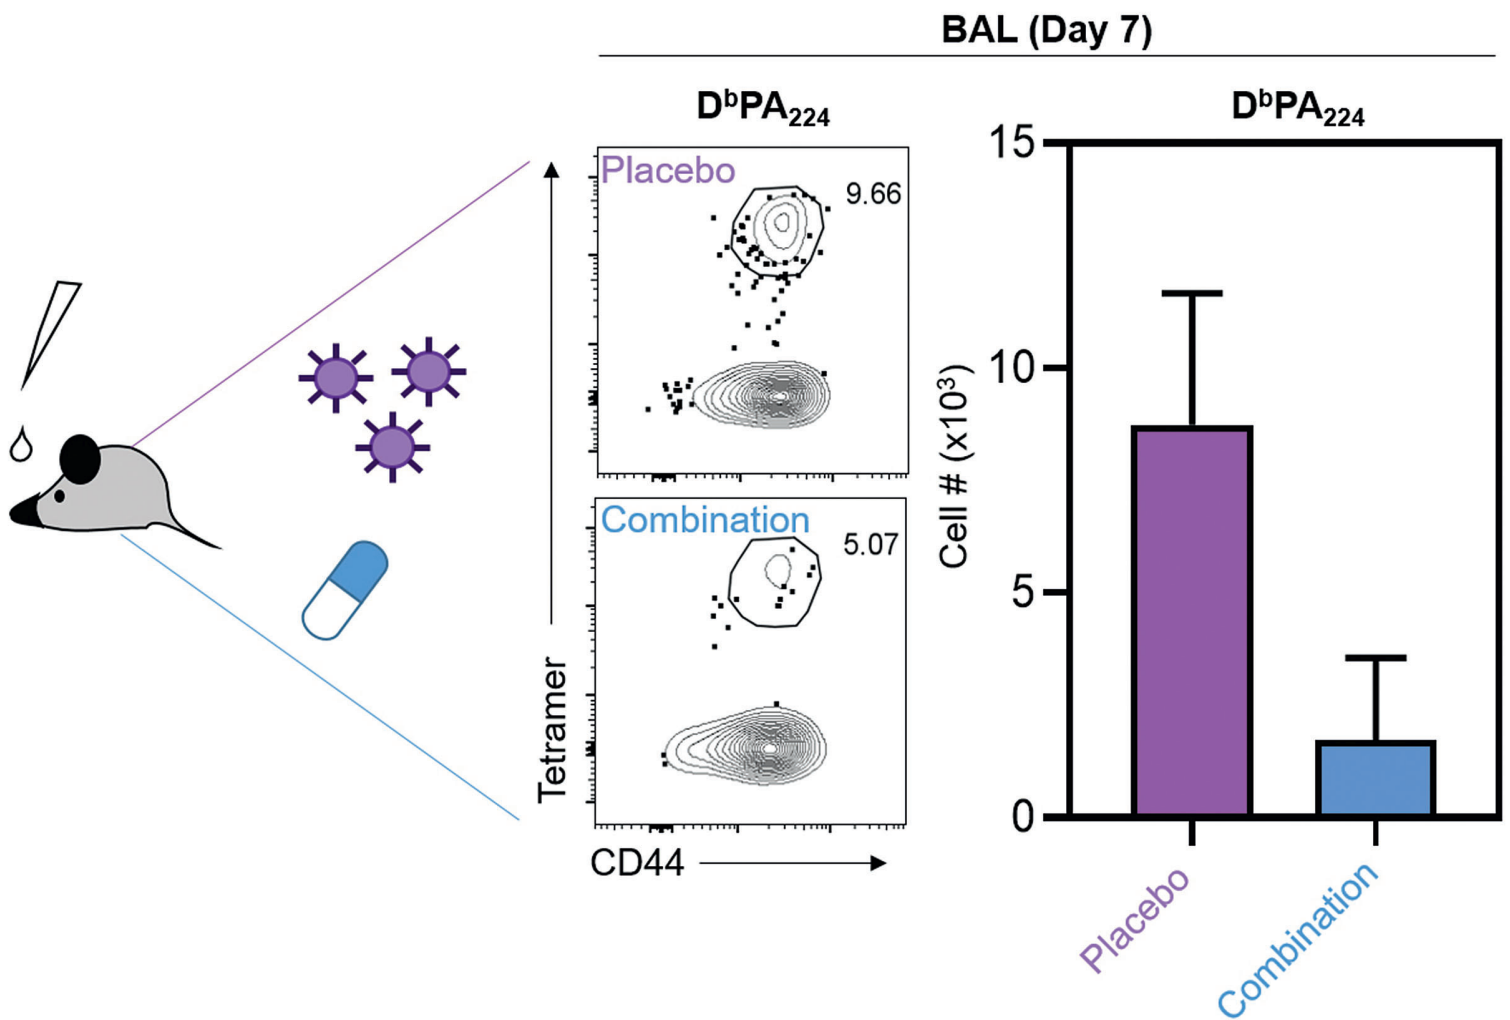 BAL (Day 7)
DᵇPA₂₂₄
Placebo
9.66
Combination
5.07
Tetramer
CD44
DᵇPA₂₂₄
Cell # (x10³)
15
10
5
0
Placebo
Combination